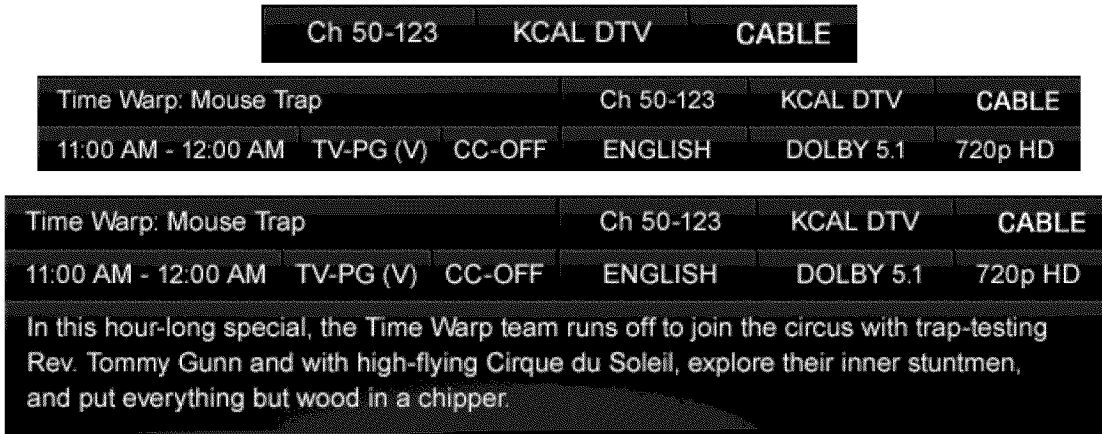 Ch 50-123 KCAL DTV CABLE
Time Warp: Mouse Trap Ch 50-123 KCAL DTV CABLE
11:00 AM - 12:00 AM TV-PG (V) CC-OFF ENGLISH DOLBY 5.1 720p HD
Time Warp: Mouse Trap Ch 50-123 KCAL DTV CABLE
11:00 AM - 12:00 AM TV-PG (V) CC-OFF ENGLISH DOLBY 5.1 720p HD
In this hour-long special, the Time Warp team runs off to join the circus with trap-testing
Rev. Tommy Gunn and with high-flying Cirque du Soleil, explore their inner stuntmen,
and put everything but wood in a chipper.